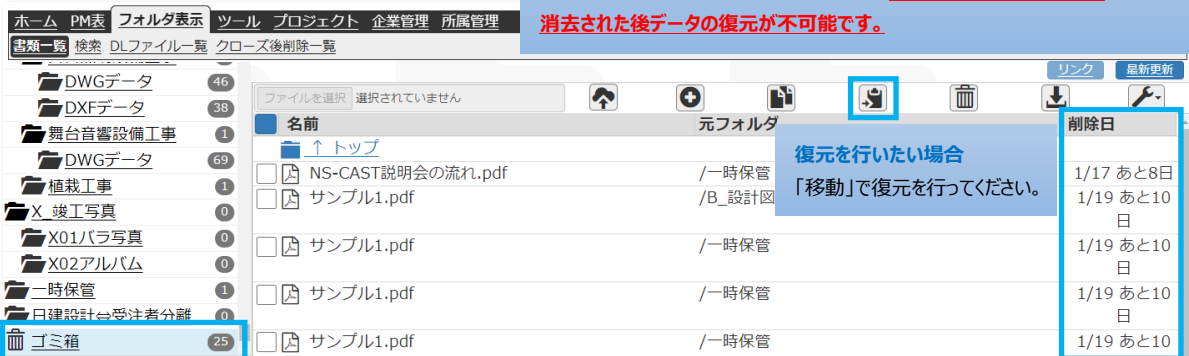 消去された後データの復元が不可能です。
ホーム PM表 フォルダ表示 ツール プロジェクト 企業管理 所属管理
書類一覧 検索 DLファイル一覧 クローズ後削除一覧
リンク 最新更新
DWGデータ 46
DXFデータ 38
舞台音響設備工事 1
DWGデータ 69
植栽工事 1
X_竣工写真 0
X01バラ写真 0
X02アルバム 0
一時保管 1
日建設計⇔受注者分離 0
ゴミ箱 25
ファイルを選択 選択されていません
名前 元フォルダ 削除日
↑ トップ
NS-CAST説明会の流れ.pdf /一時保管 1/17 あと8日
サンプル1.pdf /B_設計図 1/19 あと10
日
サンプル1.pdf /一時保管 1/19 あと10
日
サンプル1.pdf /一時保管 1/19 あと10
日
サンプル1.pdf /一時保管 1/19 あと10
復元を行いたい場合
「移動」で復元を行ってください。